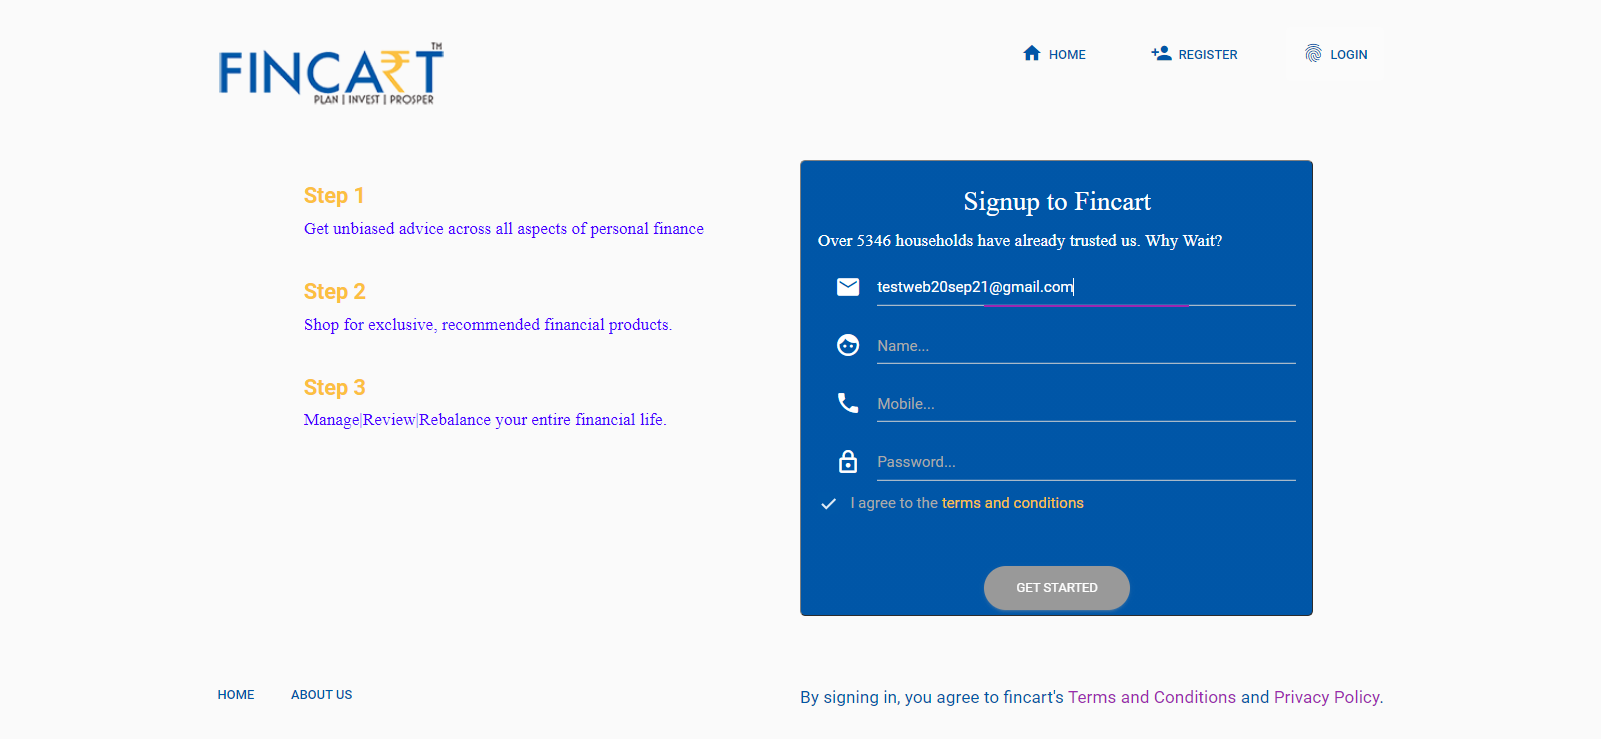 FINCART TM
PLAN | INVEST | PROSPER
HOME
REGISTER
LOGIN
Step 1
Get unbiased advice across all aspects of personal finance
Step 2
Shop for exclusive, recommended financial products.
Step 3
Manage|Review|Rebalance your entire financial life.
Signup to Fincart
Over 5346 households have already trusted us. Why Wait?
testweb20sep21@gmail.com
Name...
Mobile...
Password...
I agree to the terms and conditions
GET STARTED
HOME
ABOUT US
By signing in, you agree to fincart's Terms and Conditions and Privacy Policy.